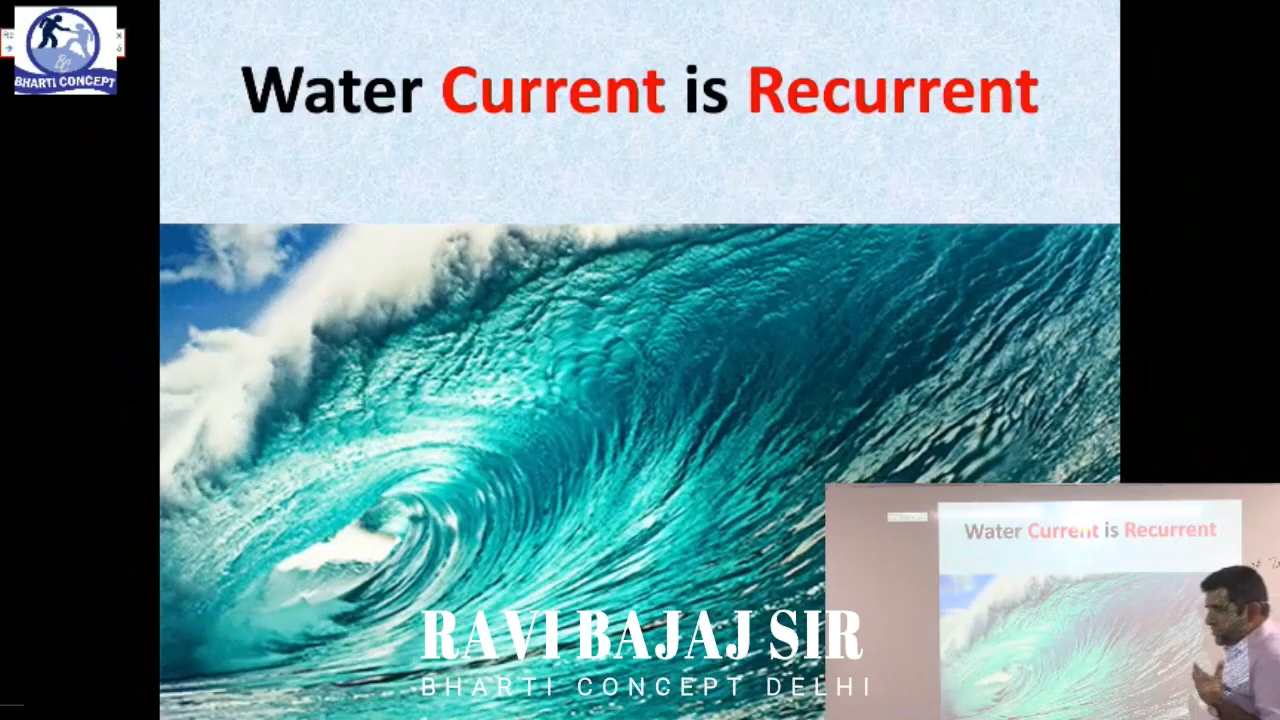 BHARTI CONCEPT
Water Current is Recurrent
Water Current is Recurrent
RAVI BAJAJ SIR
BHARTI CONCEPT DELHI